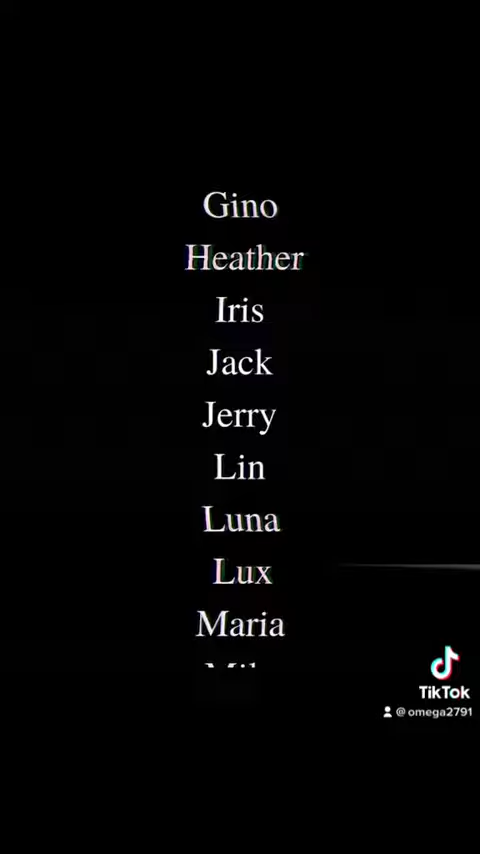 Gino
Heather
Iris
Jack
Jerry
Lin
Luna
Lux
Maria
TikTok
@omega2791